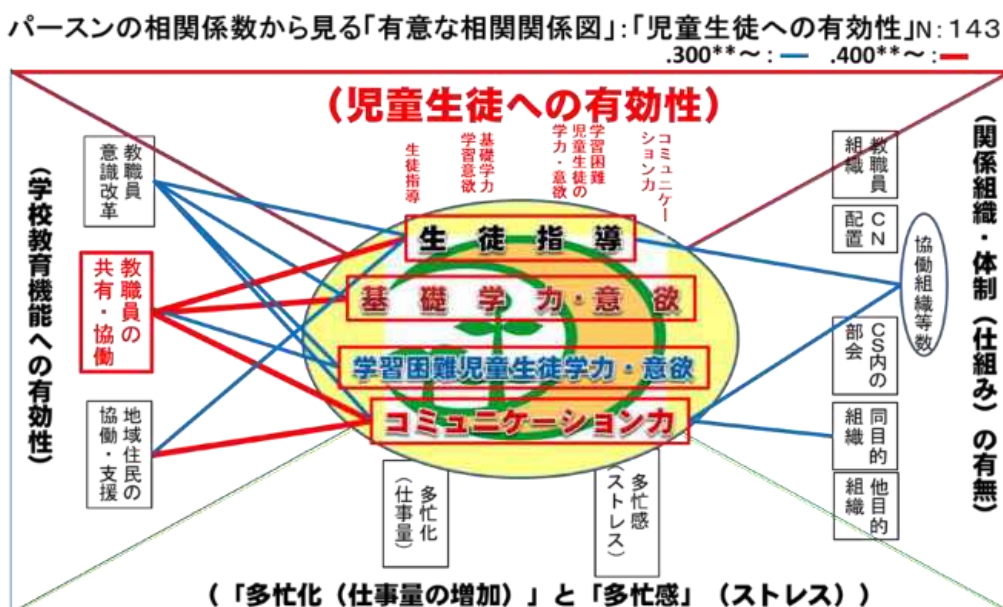 パースンの相関係数から見る「有意な相関関係図」:「児童生徒への有効性」N:143
.300**～: .400**～:
(児童生徒への有効性)
生徒指導
基礎学力
学習意欲
学習困難
児童生徒の
学力・意欲
コミュニケー
ション力
(学校教育機能への有効性)
教職員
意識改革
教職員の
共有・協働
地域住民の
協働・支援
生徒指導
基礎学力・意欲
学習困難児童生徒学力・意欲
コミュニケーション力
教職員
組織
CN
配置
CS内の
部会
同目的
組織
他目的
組織
協働組織等数
(関係組織・体制(仕組み)の有無)
多忙化
(仕事量)
多忙感
(ストレス)
(「多忙化(仕事量の増加)」と「多忙感」(ストレス))